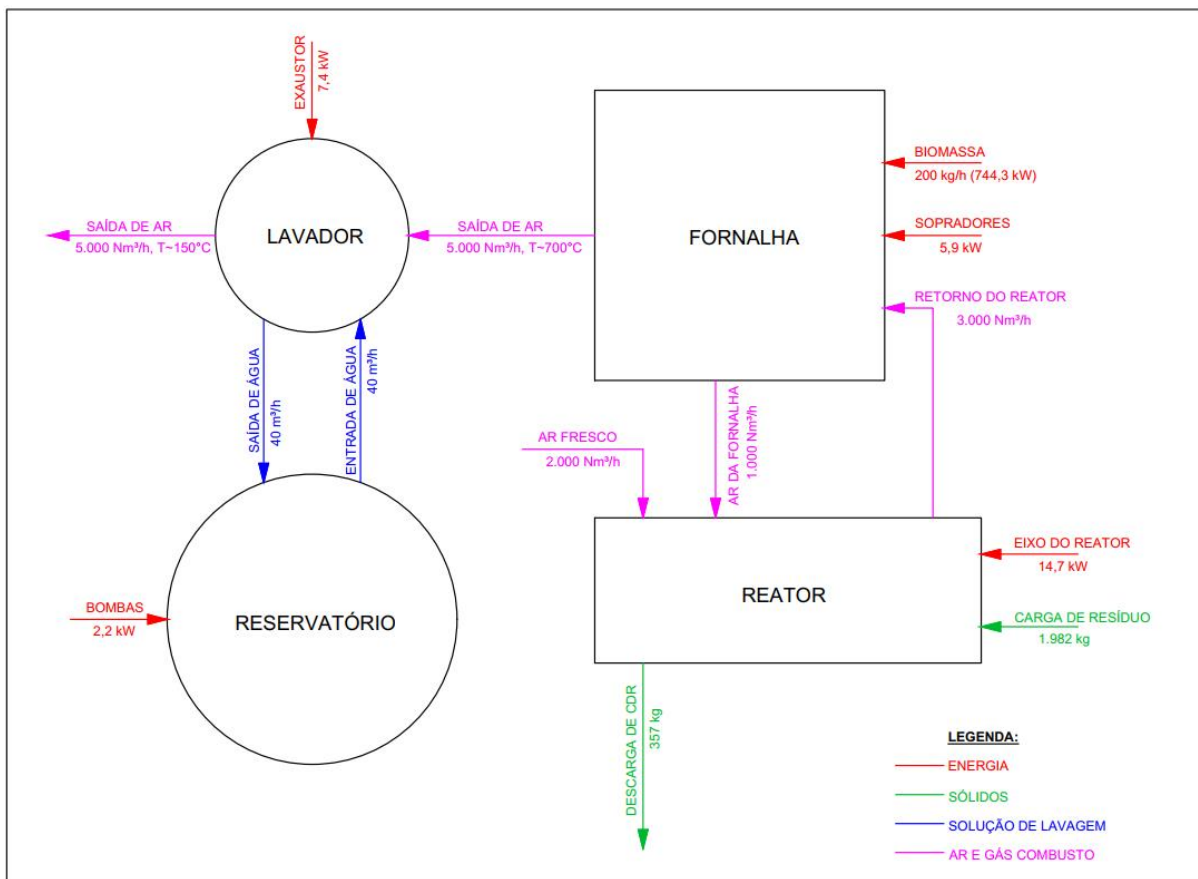 EXAUSTOR
7,4 kW
SAÍDA DE AR
5.000 Nm³/h, T~150°C
LAVADOR
SAÍDA DE AR
5.000 Nm³/h, T~700°C
FORNALHA
BIOMASSA
200 kg/h (744,3 kW)
SOPRADORES
5,9 kW
RETORNO DO REATOR
3.000 Nm³/h
SAÍDA DE ÁGUA
40 m³/h
ENTRADA DE ÁGUA
40 m³/h
AR FRESCO
2.000 Nm³/h
AR DA FORNALHA
1.000 Nm³/h
BOMBAS
2,2 kW
RESERVATÓRIO
REATOR
EIXO DO REATOR
14,7 kW
CARGA DE RESÍDUO
1.982 kg
DESCARGA DE CDR
357 kg
LEGENDA:
ENERGIA
SÓLIDOS
SOLUÇÃO DE LAVAGEM
AR E GÁS COMBUSTO